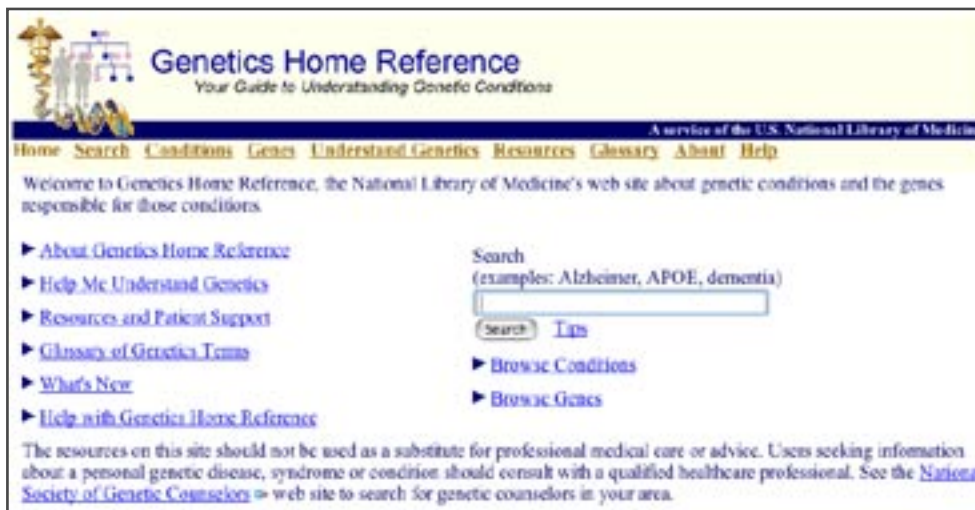 Genetics Home Reference
Your Guide to Understanding Genetic Conditions
A service of the U.S. National Library of Medicine
Home Search Conditions Genes Understand Genetics Resources Glossary About Help
Welcome to Genetics Home Reference, the National Library of Medicine's web site about genetic conditions and the genes
responsible for those conditions.
About Genetics Home Reference
Help Me Understand Genetics
Resources and Patient Support
Glossary of Genetics Terms
What's New
Help with Genetics Home Reference
Search
(examples: Alzheimer, APOE, dementia)
Search Tips
Browse Conditions
Browse Genes
The resources on this site should not be used as a substitute for professional medical care or advice. Users seeking information
about a personal genetic disease, syndrome or condition should consult with a qualified healthcare professional. See the National
Society of Genetic Counselors web site to search for genetic counselors in your area.